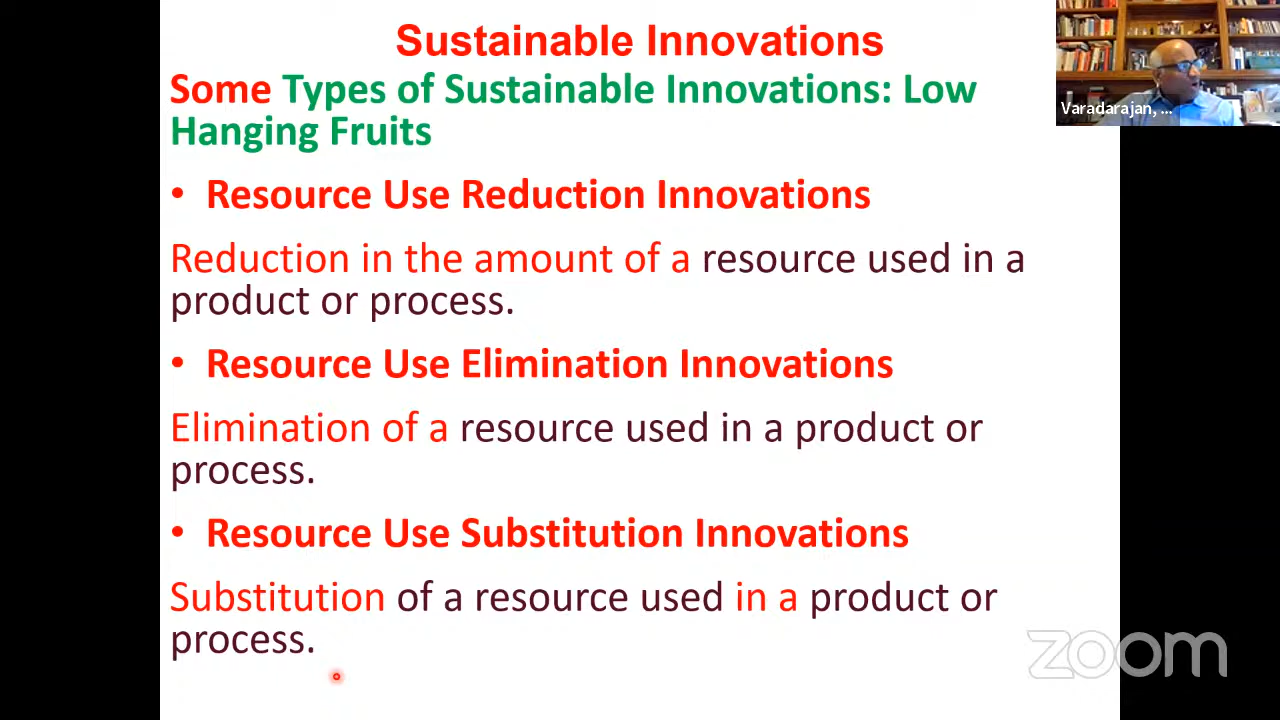 Sustainable Innovations
Some Types of Sustainable Innovations: Low
Hanging Fruits
• Resource Use Reduction Innovations
Reduction in the amount of a resource used in a
product or process.
• Resource Use Elimination Innovations
Elimination of a resource used in a product or
process.
• Resource Use Substitution Innovations
Substitution of a resource used in a product or
process.
Varadarajan, ...
zoom